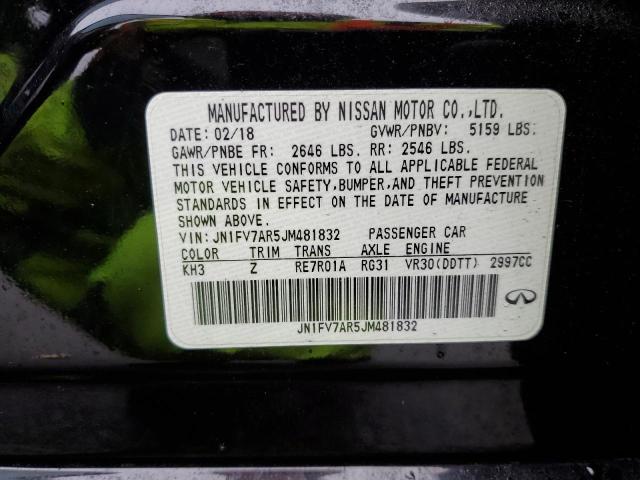 MANUFACTURED BY NISSAN MOTOR CO.,LTD.
DATE: 02/18 GVWR/PNBV: 5159 LBS.
GAWR/PNBE FR: 2646 LBS. RR: 2546 LBS.
THIS VEHICLE CONFORMS TO ALL APPLICABLE FEDERAL
MOTOR VEHICLE SAFETY,BUMPER,AND THEFT PREVENTION
STANDARDS IN EFFECT ON THE DATE OF MANUFACTURE
SHOWN ABOVE.
VIN: JN1FV7AR5JM481832 PASSENGER CAR
COLOR TRIM TRANS AXLE ENGINE
KH3 Z RE7R01A RG31 VR30(DDTT) 2997CC
JN1FV7AR5JM481832
INFINITI